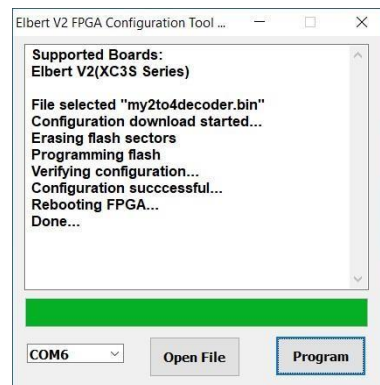 Elbert V2 FPGA Configuration Tool ...
Supported Boards:
Elbert V2(XC3S Series)
File selected "my2to4decoder.bin"
Configuration download started...
Erasing flash sectors
Programming flash
Verifying configuration...
Configuration succcessful...
Rebooting FPGA...
Done...
COM6
Open File
Program